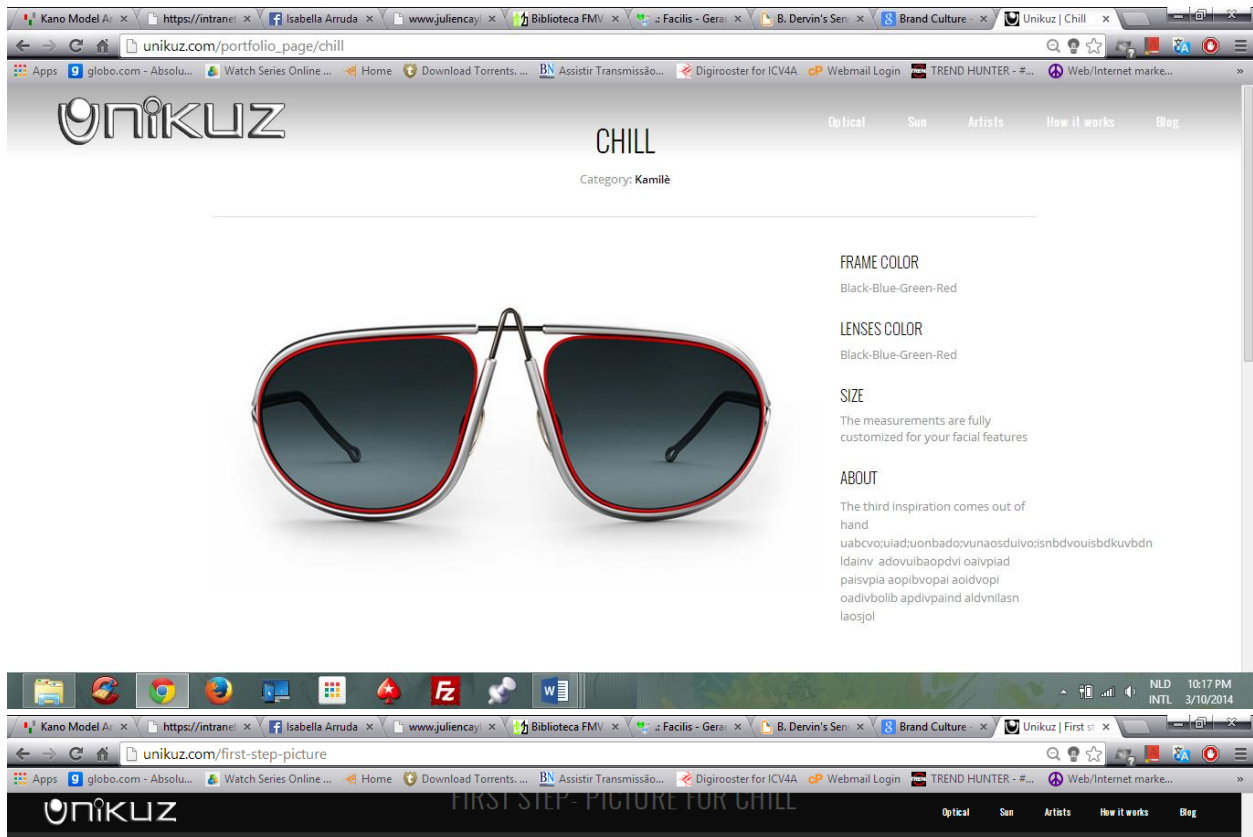 Kano Model Ar
https://intranet
Isabella Arruda
www.juliencayl
Biblioteca FMV
.: Facilis - Gerac
B. Dervin's Sens
Brand Culture -
Unikuz | Chill
unikuz.com/portfolio_page/chill
Apps
globo.com - Absolu...
Watch Series Online ...
Home
Download Torrents. ...
Assistir Transmissão...
Digirooster for ICV4A
Webmail Login
TREND HUNTER - #...
Web/Internet marke...
»
UNIKUZ
Optical Sun Artists How it works Blog
CHILL
Category: Kamilè
FRAME COLOR
Black-Blue-Green-Red
LENSES COLOR
Black-Blue-Green-Red
SIZE
The measurements are fully
customized for your facial features
ABOUT
The third inspiration comes out of
hand
uabcvo;uiad;uonbado;vunaosduivo;isnbdvouisbdkuvbdn
ldainv adovuibaopdvi oaivpiad
paisvpia aopibvopai aoidvopi
oadivbolib apdivpaind aldvnilasn
laosjol
NLD 10:17 PM
INTL 3/10/2014
Kano Model Ar
https://intranet
Isabella Arruda
www.juliencayl
Biblioteca FMV
.: Facilis - Gerac
B. Dervin's Sens
Brand Culture -
Unikuz | First st
unikuz.com/first-step-picture
Apps
globo.com - Absolu...
Watch Series Online ...
Home
Download Torrents. ...
Assistir Transmissão...
Digirooster for ICV4A
Webmail Login
TREND HUNTER - #...
Web/Internet marke...
»
UNIKUZ
FIRST STEP- PICTURE FOR CHILL
Optical Sun Artists How it works Blog